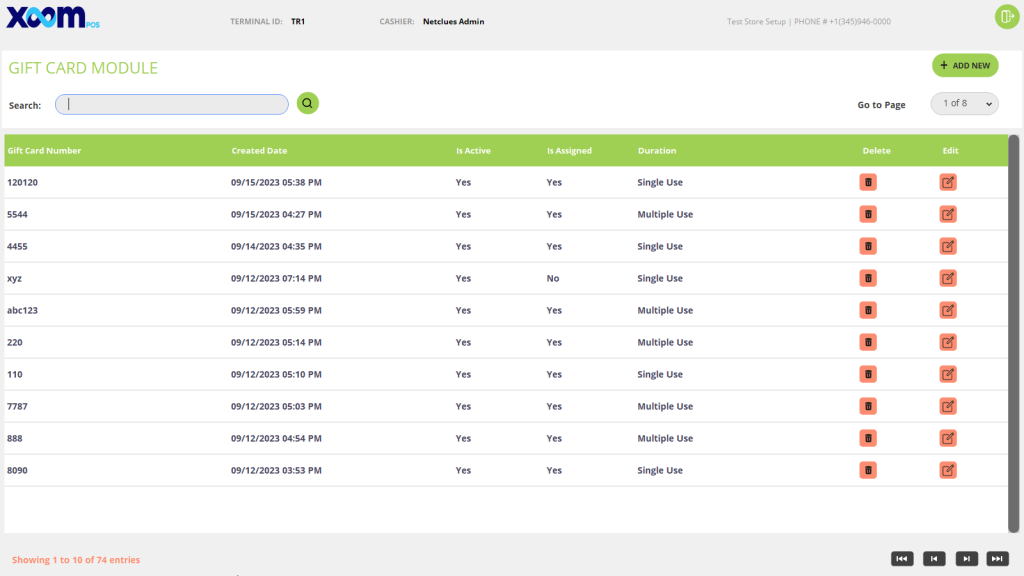 XOOM POS TERMINAL ID: TR1 CASHIER: Netclues Admin Test Store Setup | PHONE # +1(345)946-0000
GIFT CARD MODULE
+ ADD NEW
Search:
Go to Page 1 of 8
Gift Card Number Created Date Is Active Is Assigned Duration Delete Edit
120120 09/15/2023 05:38 PM Yes Yes Single Use
5544 09/15/2023 04:27 PM Yes Yes Multiple Use
4455 09/14/2023 04:35 PM Yes Yes Single Use
xyz 09/12/2023 07:14 PM Yes No Single Use
abc123 09/12/2023 05:59 PM Yes Yes Multiple Use
220 09/12/2023 05:14 PM Yes Yes Multiple Use
110 09/12/2023 05:10 PM Yes Yes Single Use
7787 09/12/2023 05:03 PM Yes Yes Multiple Use
888 09/12/2023 04:54 PM Yes Yes Multiple Use
8090 09/12/2023 03:53 PM Yes Yes Single Use
Showing 1 to 10 of 74 entries